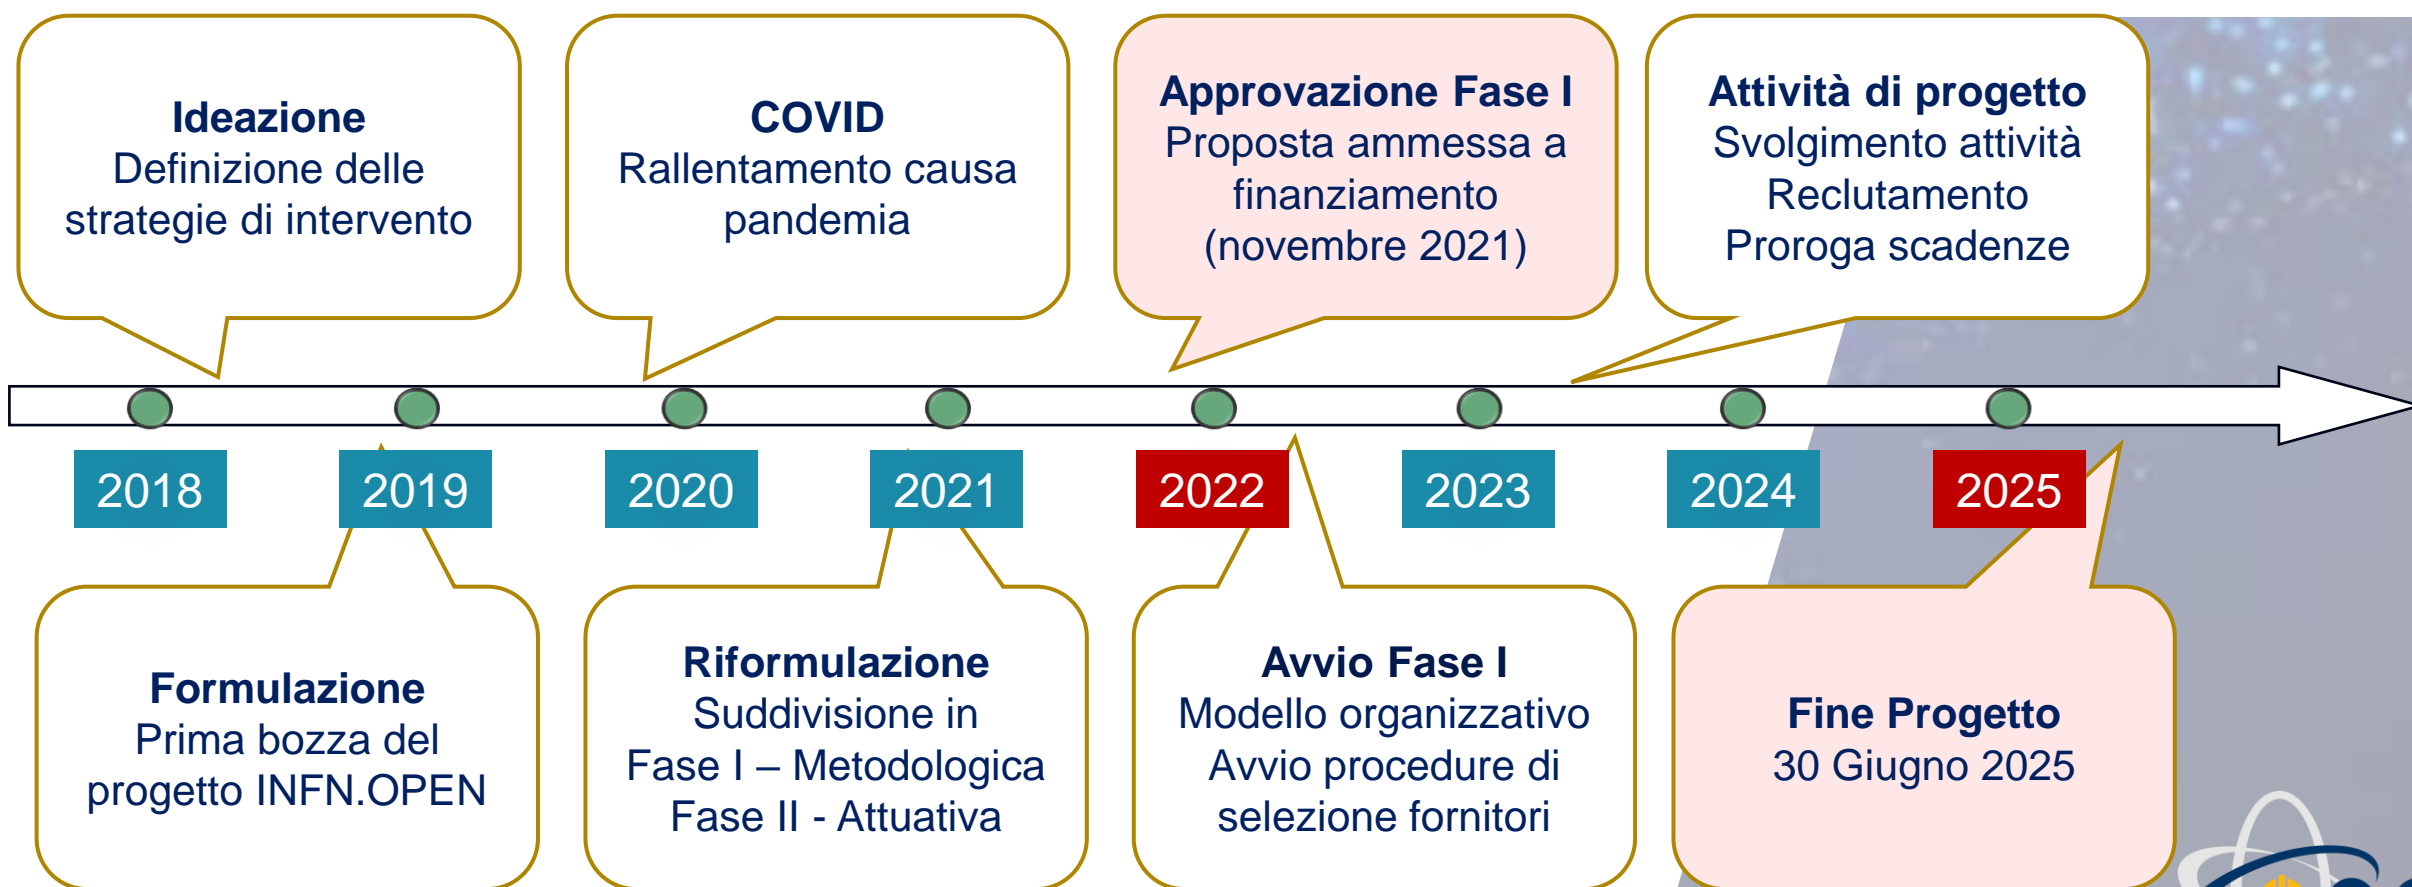 Ideazione
Definizione delle
strategie di intervento
COVID
Rallentamento causa
pandemia
Approvazione Fase I
Proposta ammessa a
finanziamento
(novembre 2021)
Attività di progetto
Svolgimento attività
Reclutamento
Proroga scadenze
2018
2019
2020
2021
2022
2023
2024
2025
Formulazione
Prima bozza del
progetto INFN.OPEN
Riformulazione
Suddivisione in
Fase I – Metodologica
Fase II - Attuativa
Avvio Fase I
Modello organizzativo
Avvio procedure di
selezione fornitori
Fine Progetto
30 Giugno 2025